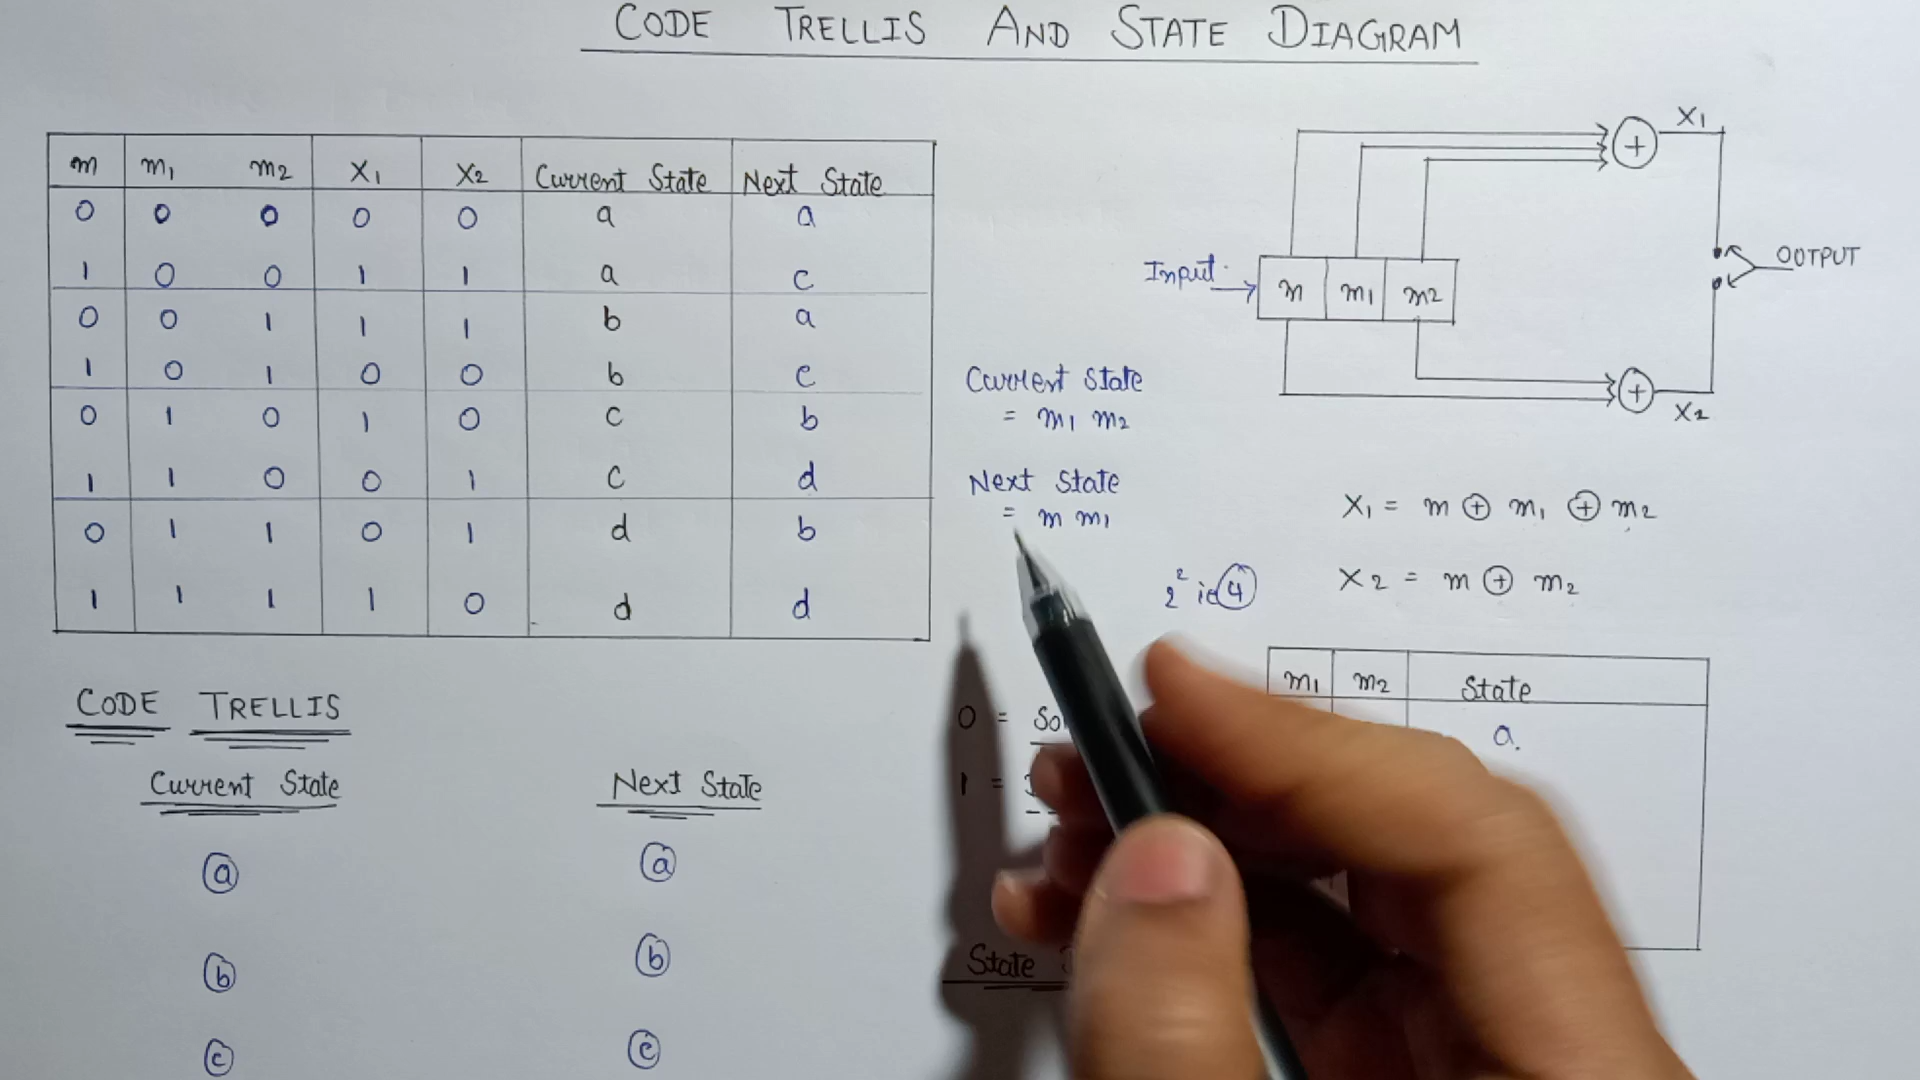 CODE TRELLIS AND STATE DIAGRAM
m m1 m2 X1 X2 Current State Next State
0 0 0 0 0 a a
1 0 0 1 1 a c
0 0 1 1 1 b a
1 0 1 0 0 b c
0 1 0 1 0 c b
1 1 0 0 1 c d
0 1 1 0 1 d b
1 1 1 1 0 d d
X1
Input
m m1 m2
OUTPUT
X2
Current State
= m1 m2
Next State
= m m1
X1 = m ⊕ m1 ⊕ m2
X2 = m ⊕ m2
2² ie 4
m1 m2 State
a.
0 =
1 =
CODE TRELLIS
Current State Next State
a a
b b
c c
State